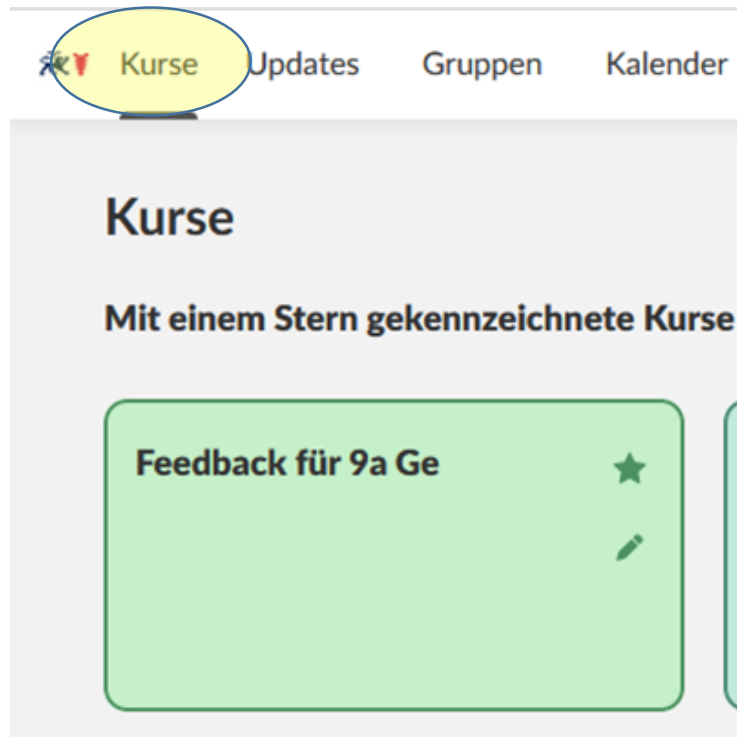 Kurse Updates Gruppen Kalender
Kurse
Mit einem Stern gekennzeichnete Kurse
Feedback für 9a Ge